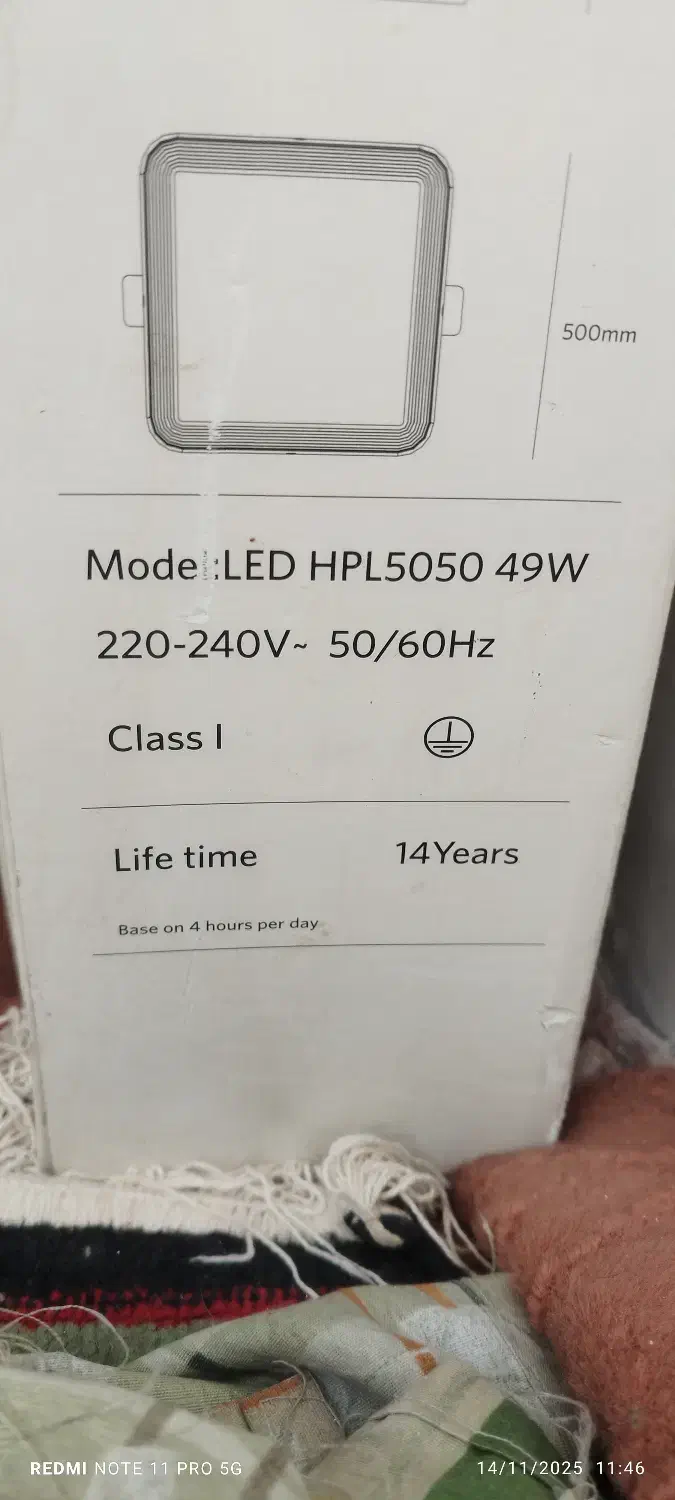 500mm
Mode :LED HPL5050 49W
220-240V~ 50/60Hz
Class I
Life time 14Years
Base on 4 hours per day
REDMI NOTE 11 PRO 5G 14/11/2025 11:46